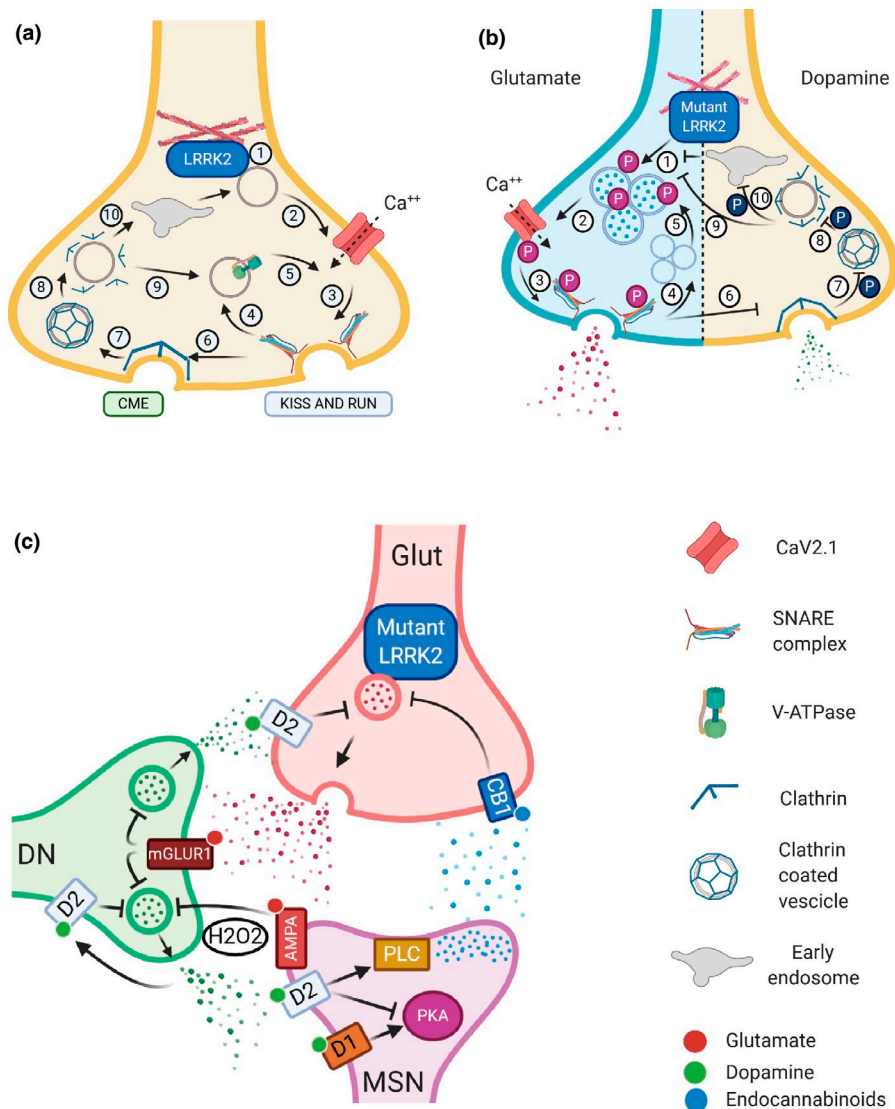 (a)
LRRK2
1
2
Ca++
10
5
3
8
9
4
7
6
CME
KISS AND RUN
(b)
Glutamate
Dopamine
Mutant
LRRK2
P
1
P
P
P
10
Ca++
2
5
9
P
8
P
3
P
P
4
6
7
P
(c)
Glut
Mutant
LRRK2
D2
CB1
DN
mGLUR1
D2
H2O2
AMPA
PLC
D2
PKA
D1
MSN
CaV2.1
SNARE
complex
V-ATPase
Clathrin
Clathrin
coated
vescicle
Early
endosome
Glutamate
Dopamine
Endocannabinoids